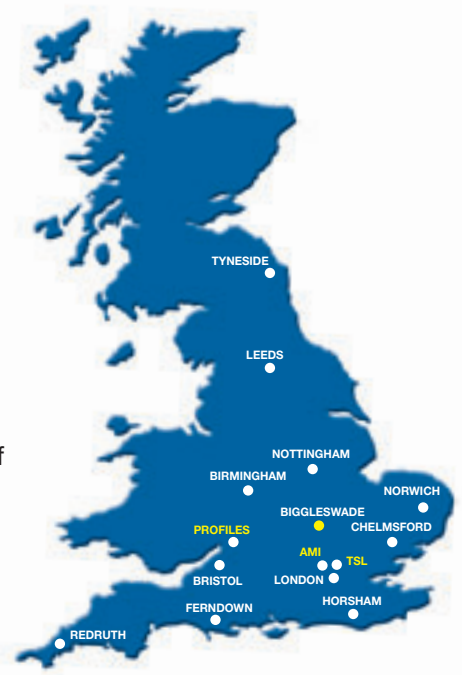 TYNESIDE
LEEDS
f
NOTTINGHAM
BIRMINGHAM
NORWICH
BIGGLESWADE
CHELMSFORD
PROFILES
AMI
TSL
BRISTOL
LONDON
FERNDOWN
HORSHAM
REDRUTH